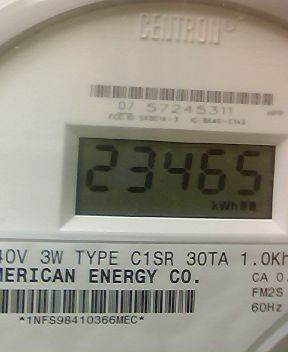 CENTRON
07 57245311
23465
kWh
40V 3W TYPE C1SR 30TA 1.0Kh
MERICAN ENERGY CO.
CA 0.
FM2S
60Hz
*1NFS98410366MEC*